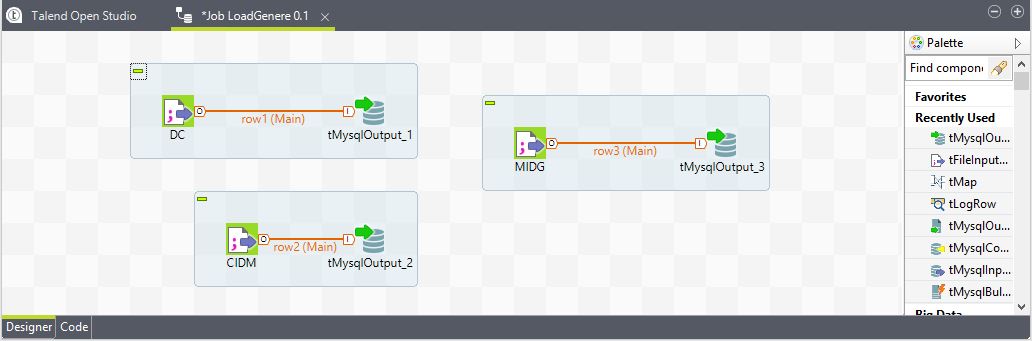 Talend Open Studio
*Job LoadGenere 0.1
Palette
Find compone
Favorites
Recently Used
tMysqlOu...
tFileInput...
tMap
tLogRow
tMysqlOu...
tMysqlCo...
tMysqlInp...
tMysqlBul...
row1 (Main)
DC
tMysqlOutput_1
row3 (Main)
MIDG
tMysqlOutput_3
row2 (Main)
CIDM
tMysqlOutput_2
Big Data
Designer
Code